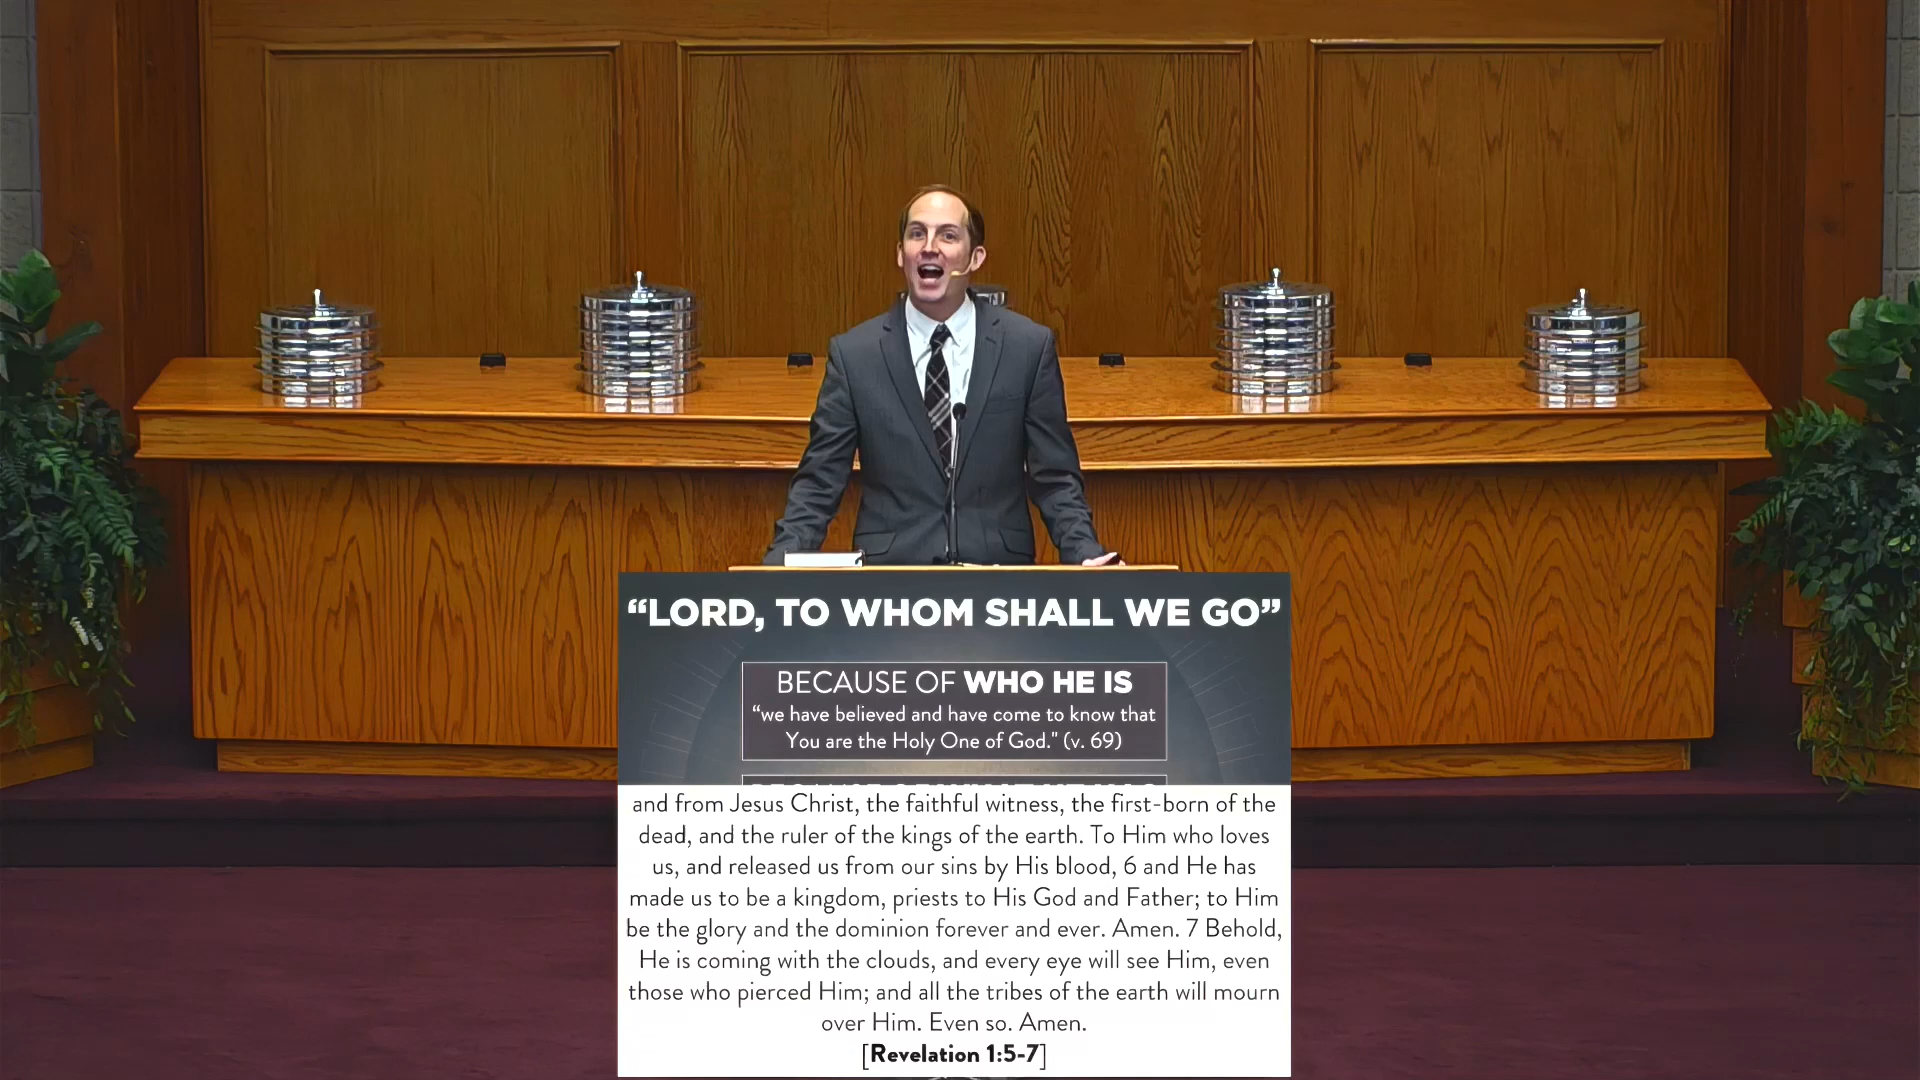 “LORD, TO WHOM SHALL WE GO”
BECAUSE OF WHO HE IS
“we have believed and have come to know that
You are the Holy One of God." (v. 69)
and from Jesus Christ, the faithful witness, the first-born of the
dead, and the ruler of the kings of the earth. To Him who loves
us, and released us from our sins by His blood, 6 and He has
made us to be a kingdom, priests to His God and Father; to Him
be the glory and the dominion forever and ever. Amen. 7 Behold,
He is coming with the clouds, and every eye will see Him, even
those who pierced Him; and all the tribes of the earth will mourn
over Him. Even so. Amen.
[Revelation 1:5-7]